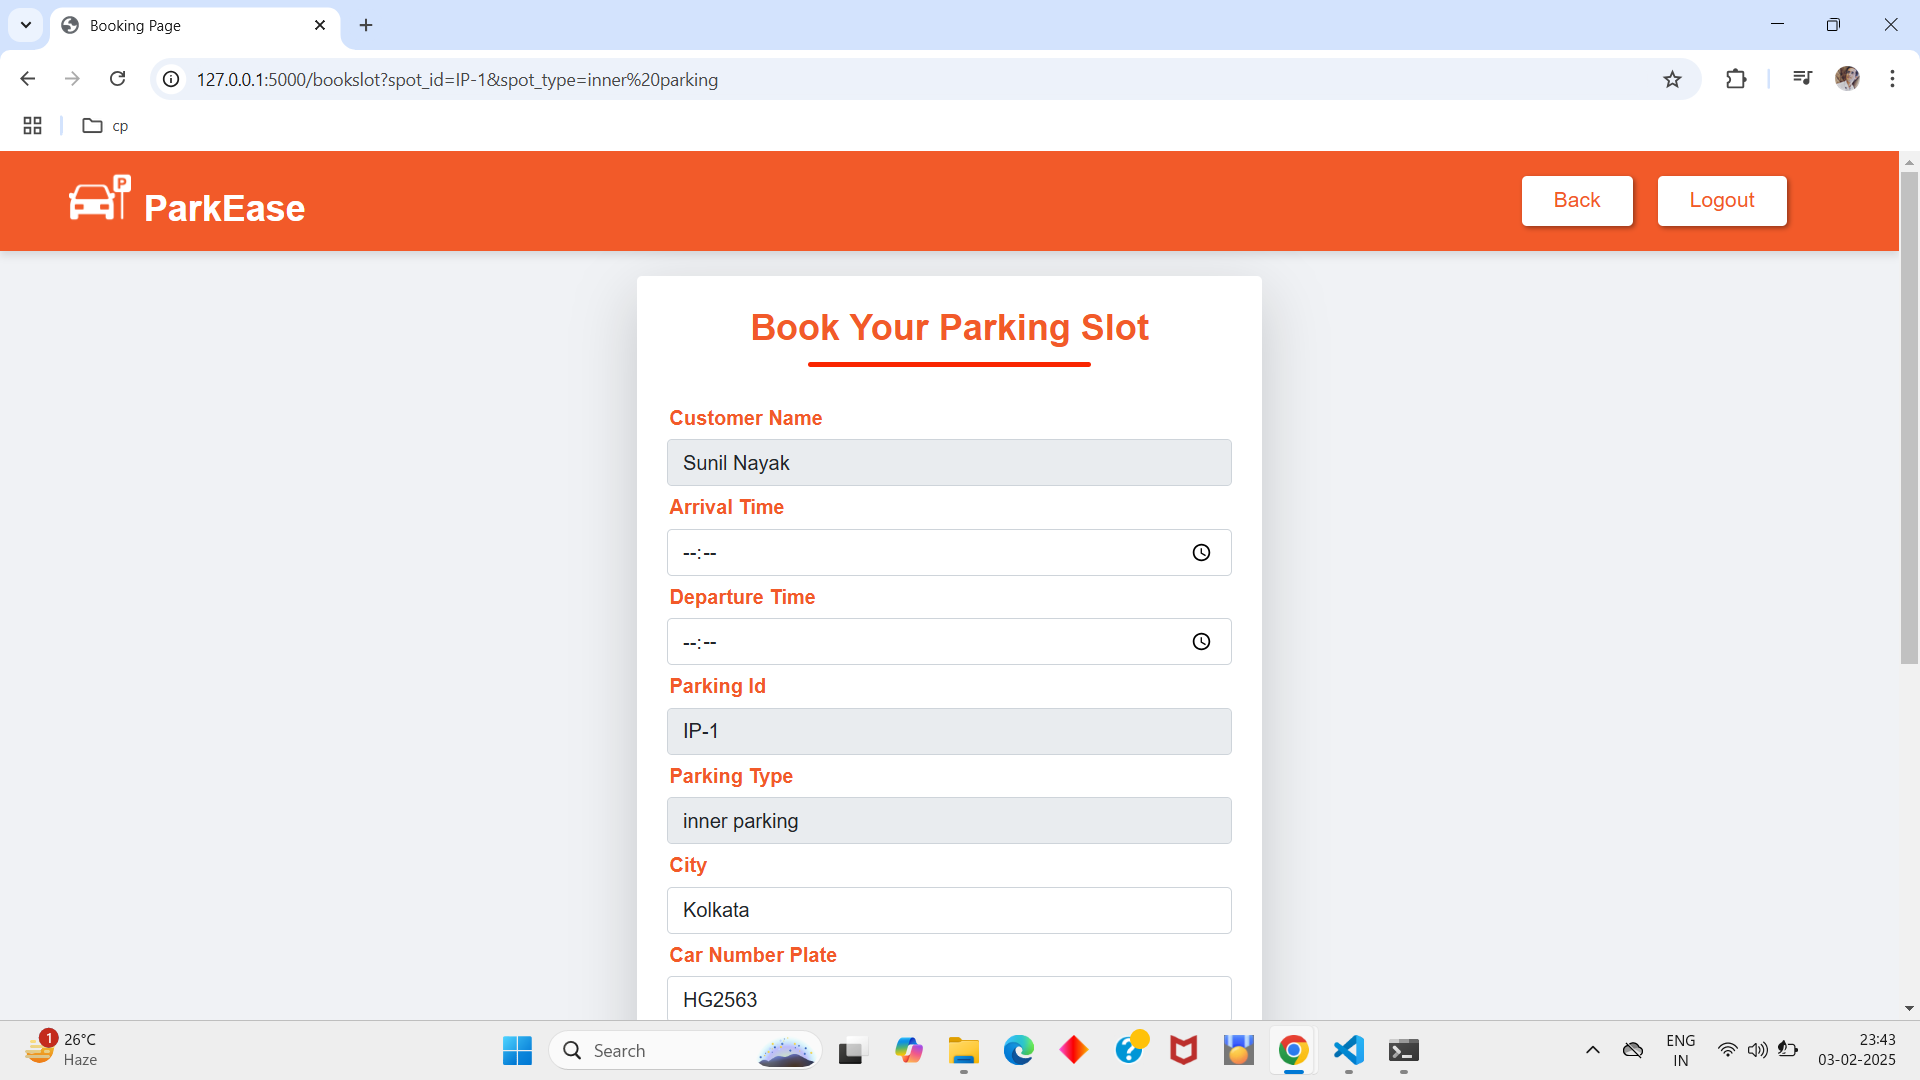 Booking Page
127.0.0.1:5000/bookslot?spot_id=IP-1&spot_type=inner%20parking
cp
P
ParkEase
Back
Logout
Book Your Parking Slot
Customer Name
Sunil Nayak
Arrival Time
--:--
Departure Time
--:--
Parking Id
IP-1
Parking Type
inner parking
City
Kolkata
Car Number Plate
HG2563
1
26°C
Haze
Search
ENG
IN
23:43
03-02-2025